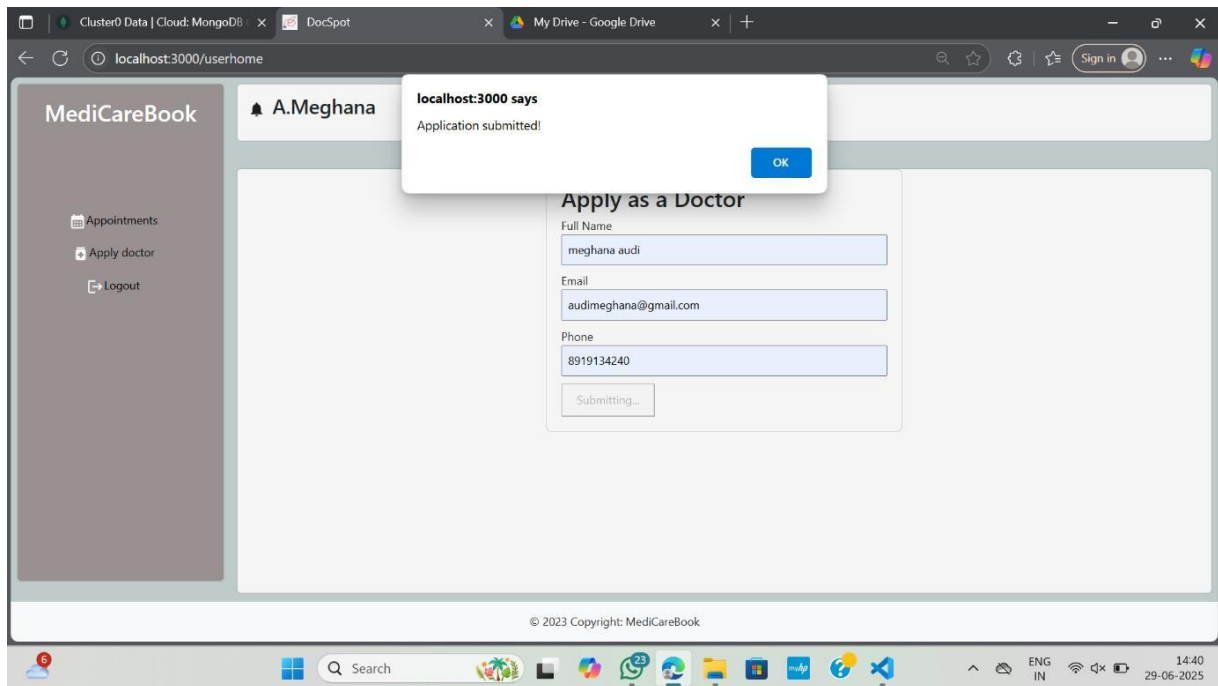 Cluster0 Data | Cloud: MongoDB
DocSpot
My Drive - Google Drive
localhost:3000/userhome
Sign in
MediCareBook
A.Meghana
localhost:3000 says
Application submitted!
OK
Appointments
Apply doctor
Logout
Apply as a Doctor
Full Name
meghana audi
Email
audimeghana@gmail.com
Phone
8919134240
Submitting...
© 2023 Copyright: MediCareBook
6
Search
myhp
23
ENG
IN
14:40
29-06-2025